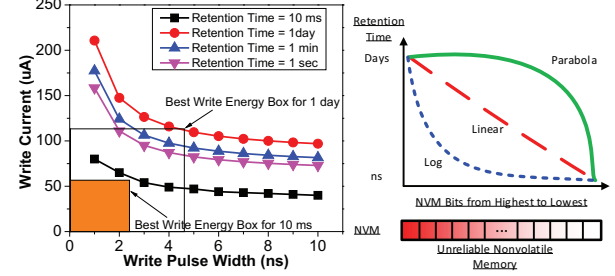 250
200
150
100
50
0
Write Current (uA)
0 2 4 6 8 10
Write Pulse Width (ns)
Retention Time = 10 ms
Retention Time = 1day
Retention Time = 1 min
Retention Time = 1 sec
Best Write Energy Box for 1 day
Best Write Energy Box for 10 ms
Retention
Time
Days
ns
Parabola
Linear
Log
NVM Bits from Highest to Lowest
NVM
...
Unreliable Nonvolatile
Memory